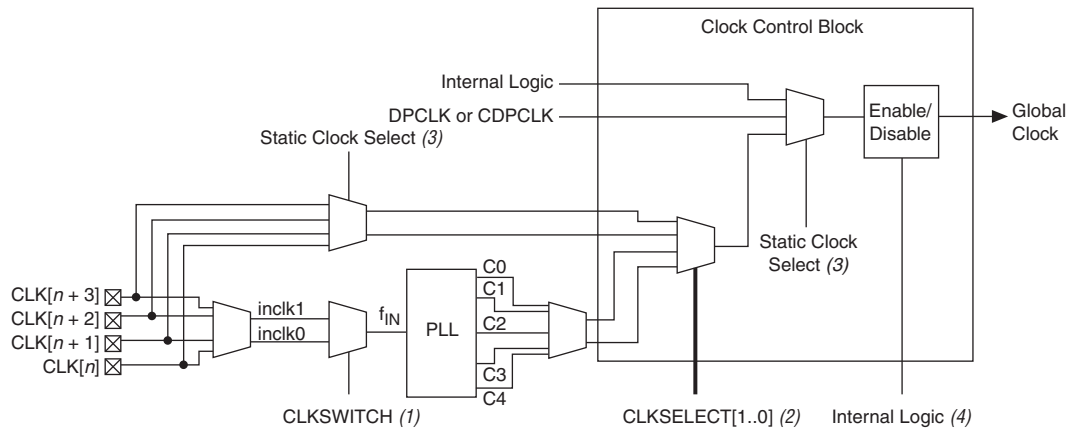 Clock Control Block
Internal Logic
DPCLK or CDPCLK
Enable/
Disable
Global
Clock
Static Clock Select (3)
Static Clock
Select (3)
CLK[n + 3]
CLK[n + 2]
CLK[n + 1]
CLK[n]
inclk1
inclk0
fIN
PLL
C0
C1
C2
C3
C4
CLKSWITCH (1)
CLKSELECT[1..0] (2)
Internal Logic (4)